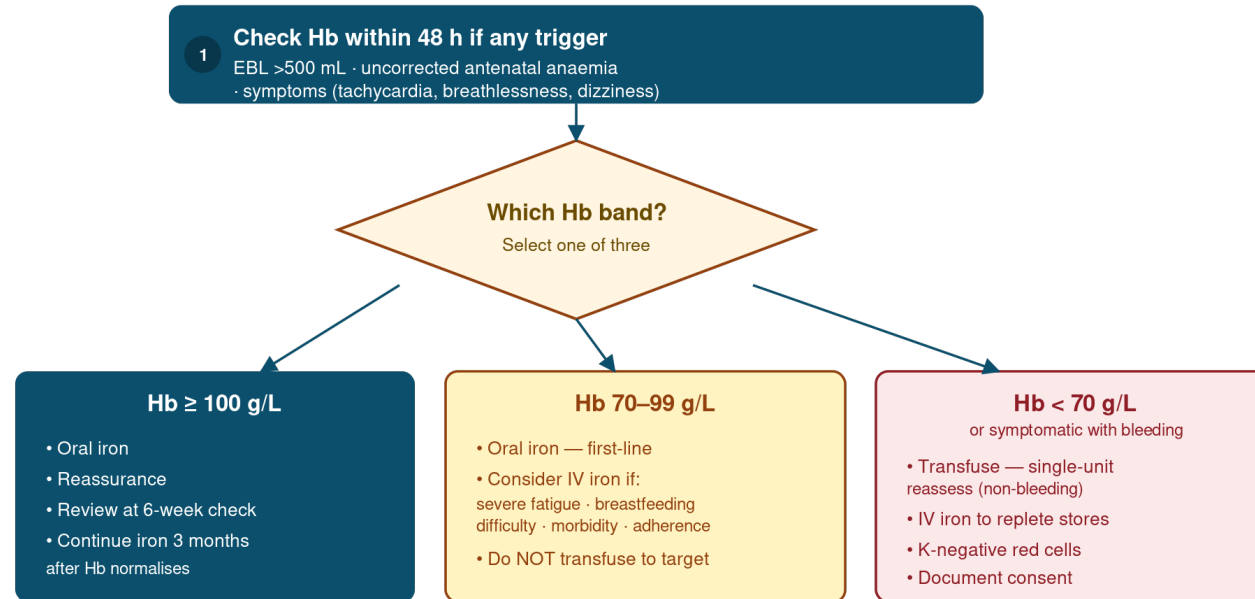 1
Check Hb within 48 h if any trigger
EBL >500 mL · uncorrected antenatal anaemia
· symptoms (tachycardia, breathlessness, dizziness)
Which Hb band?
Select one of three
Hb ≥ 100 g/L
• Oral iron
• Reassurance
• Review at 6-week check
• Continue iron 3 months
after Hb normalises
Hb 70–99 g/L
• Oral iron — first-line
• Consider IV iron if:
severe fatigue · breastfeeding
difficulty · morbidity · adherence
• Do NOT transfuse to target
Hb < 70 g/L
or symptomatic with bleeding
• Transfuse — single-unit
reassess (non-bleeding)
• IV iron to replete stores
• K-negative red cells
• Document consent